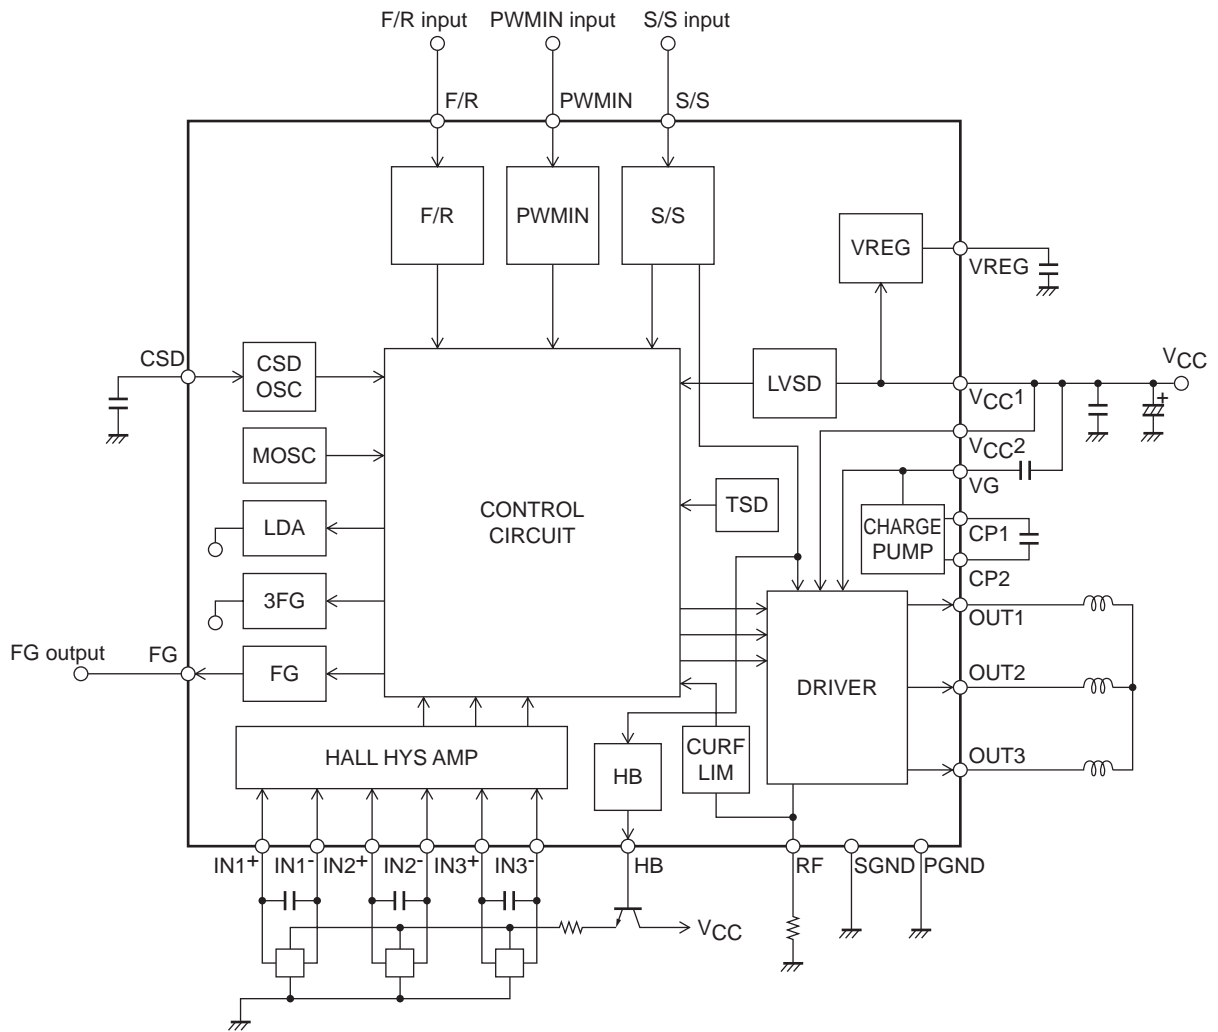 F/R input PWMIN input S/S input
F/R PWMIN S/S
F/R PWMIN S/S
VREG
VREG
CSD
CSD
OSC
LVSD
VCC
VCC1
VCC2
MOSC
VG
CONTROL
CIRCUIT
TSD
CHARGE
PUMP
CP1
CP2
LDA
3FG
OUT1
FG output
FG
FG
DRIVER
OUT2
HALL HYS AMP
HB
CURF
LIM
OUT3
IN1+ IN1- IN2+ IN2- IN3+ IN3- HB RF SGND PGND
VCC
+